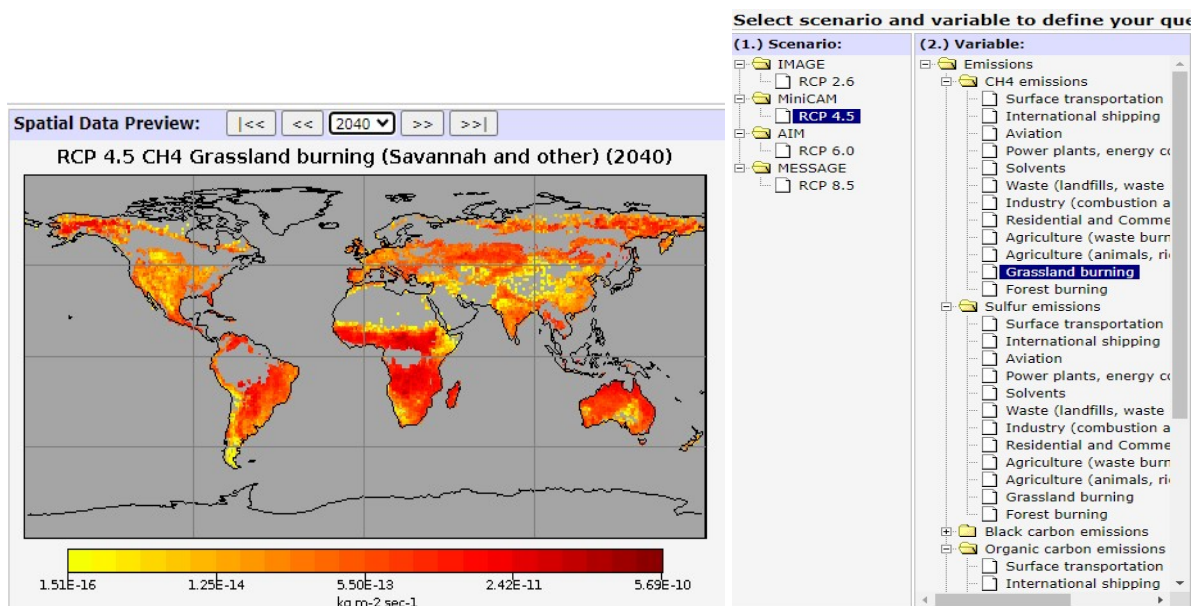 Spatial Data Preview: |<< << 2040 >> >>|
RCP 4.5 CH4 Grassland burning (Savannah and other) (2040)
1.51E-16 1.25E-14 5.50E-13 2.42E-11 5.69E-10
kg m-2 sec-1
Select scenario and variable to define your que
(1.) Scenario:
IMAGE
RCP 2.6
MiniCAM
RCP 4.5
AIM
RCP 6.0
MESSAGE
RCP 8.5
(2.) Variable:
Emissions
CH4 emissions
Surface transportation
International shipping
Aviation
Power plants, energy co
Solvents
Waste (landfills, waste
Industry (combustion a
Residential and Comme
Agriculture (waste burn
Agriculture (animals, ri
Grassland burning
Forest burning
Sulfur emissions
Surface transportation
International shipping
Aviation
Power plants, energy co
Solvents
Waste (landfills, waste
Industry (combustion a
Residential and Comme
Agriculture (waste burn
Agriculture (animals, ri
Grassland burning
Forest burning
Black carbon emissions
Organic carbon emissions
Surface transportation
International shipping